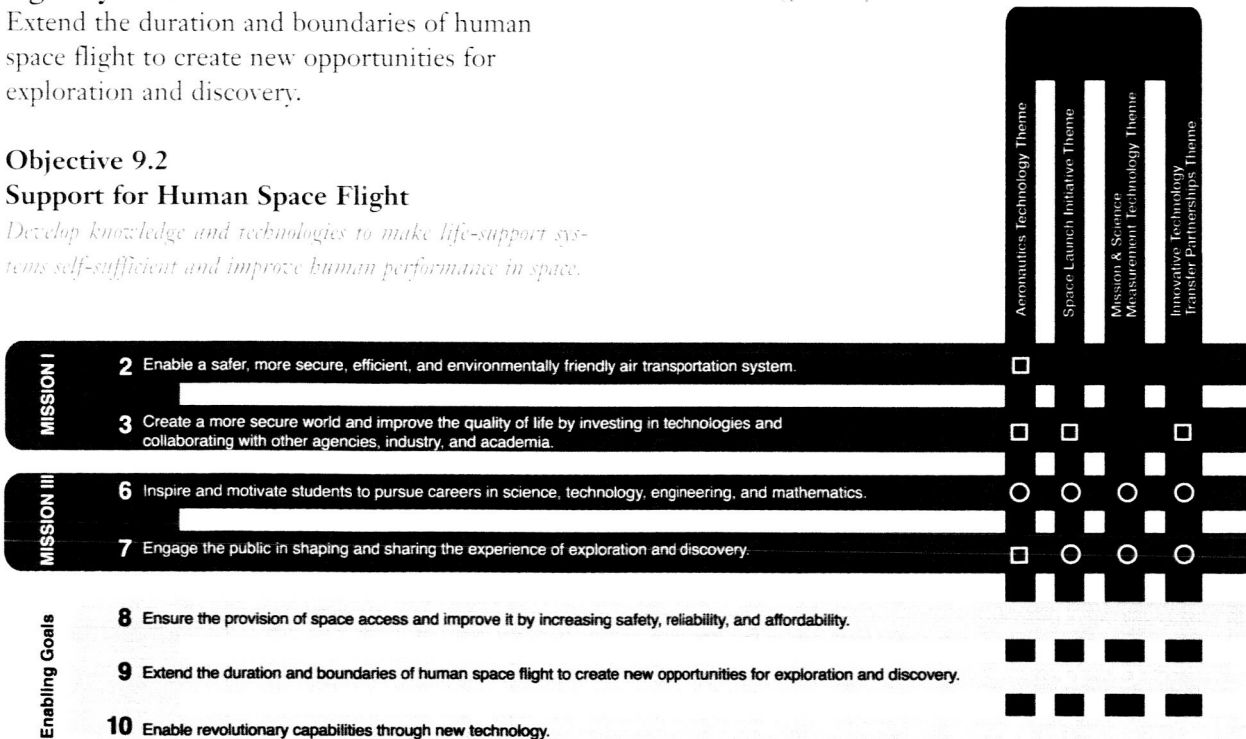 Extend the duration and boundaries of human
space flight to create new opportunities for
exploration and discovery.
Objective 9.2
Support for Human Space Flight
Develop knowledge and technologies to make life-support sys-
tems self-sufficient and improve human performance in space.
Aeronautics Technology Theme
Space Launch Initiative Theme
Mission & Science
Measurement Technology Theme
Innovative Technology
Transfer Partnerships Theme
MISSION I
2 Enable a safer, more secure, efficient, and environmentally friendly air transportation system.
3 Create a more secure world and improve the quality of life by investing in technologies and
collaborating with other agencies, industry, and academia.
MISSION III
6 Inspire and motivate students to pursue careers in science, technology, engineering, and mathematics.
7 Engage the public in shaping and sharing the experience of exploration and discovery.
Enabling Goals
8 Ensure the provision of space access and improve it by increasing safety, reliability, and affordability.
9 Extend the duration and boundaries of human space flight to create new opportunities for exploration and discovery.
10 Enable revolutionary capabilities through new technology.